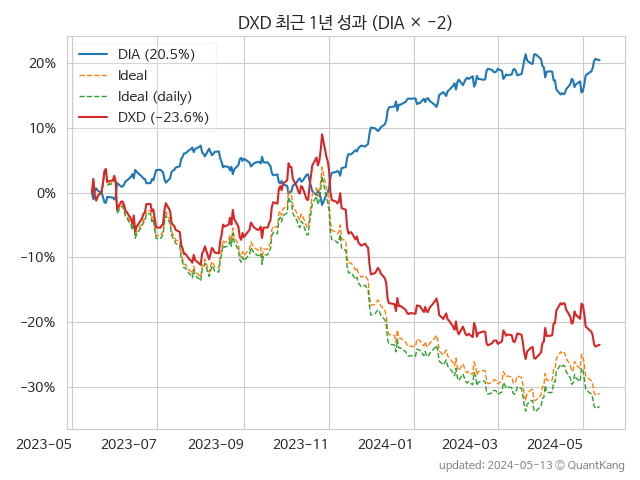 DXD 최근 1년 성과 (DIA × −2)
DIA (20.5%)
Ideal
Ideal (daily)
DXD (−23.6%)
20%
10%
0%
−10%
−20%
−30%
2023-05 2023-07 2023-09 2023-11 2024-01 2024-03 2024-05
updated: 2024-05-13 ⓒ QuantKang